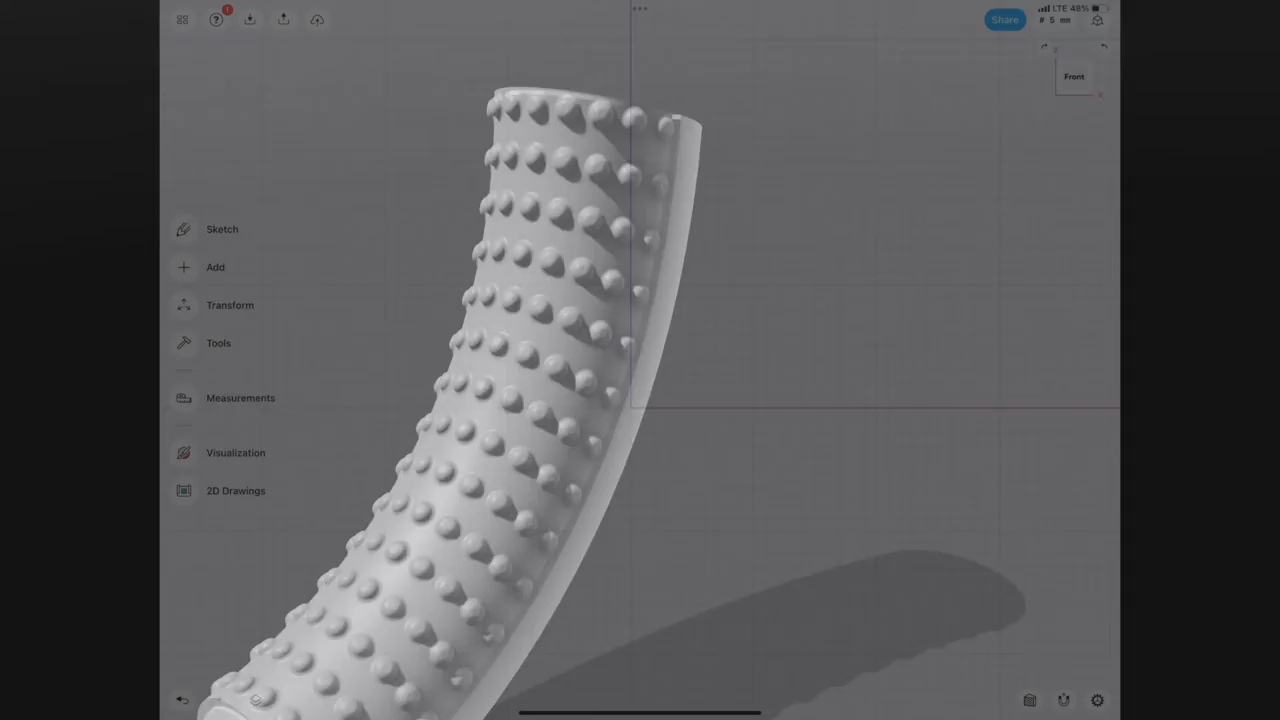 !
?
Share
LTE 48%
# 5 mm
Z
Front
X
Sketch
Add
Transform
Tools
Measurements
Visualization
2D Drawings